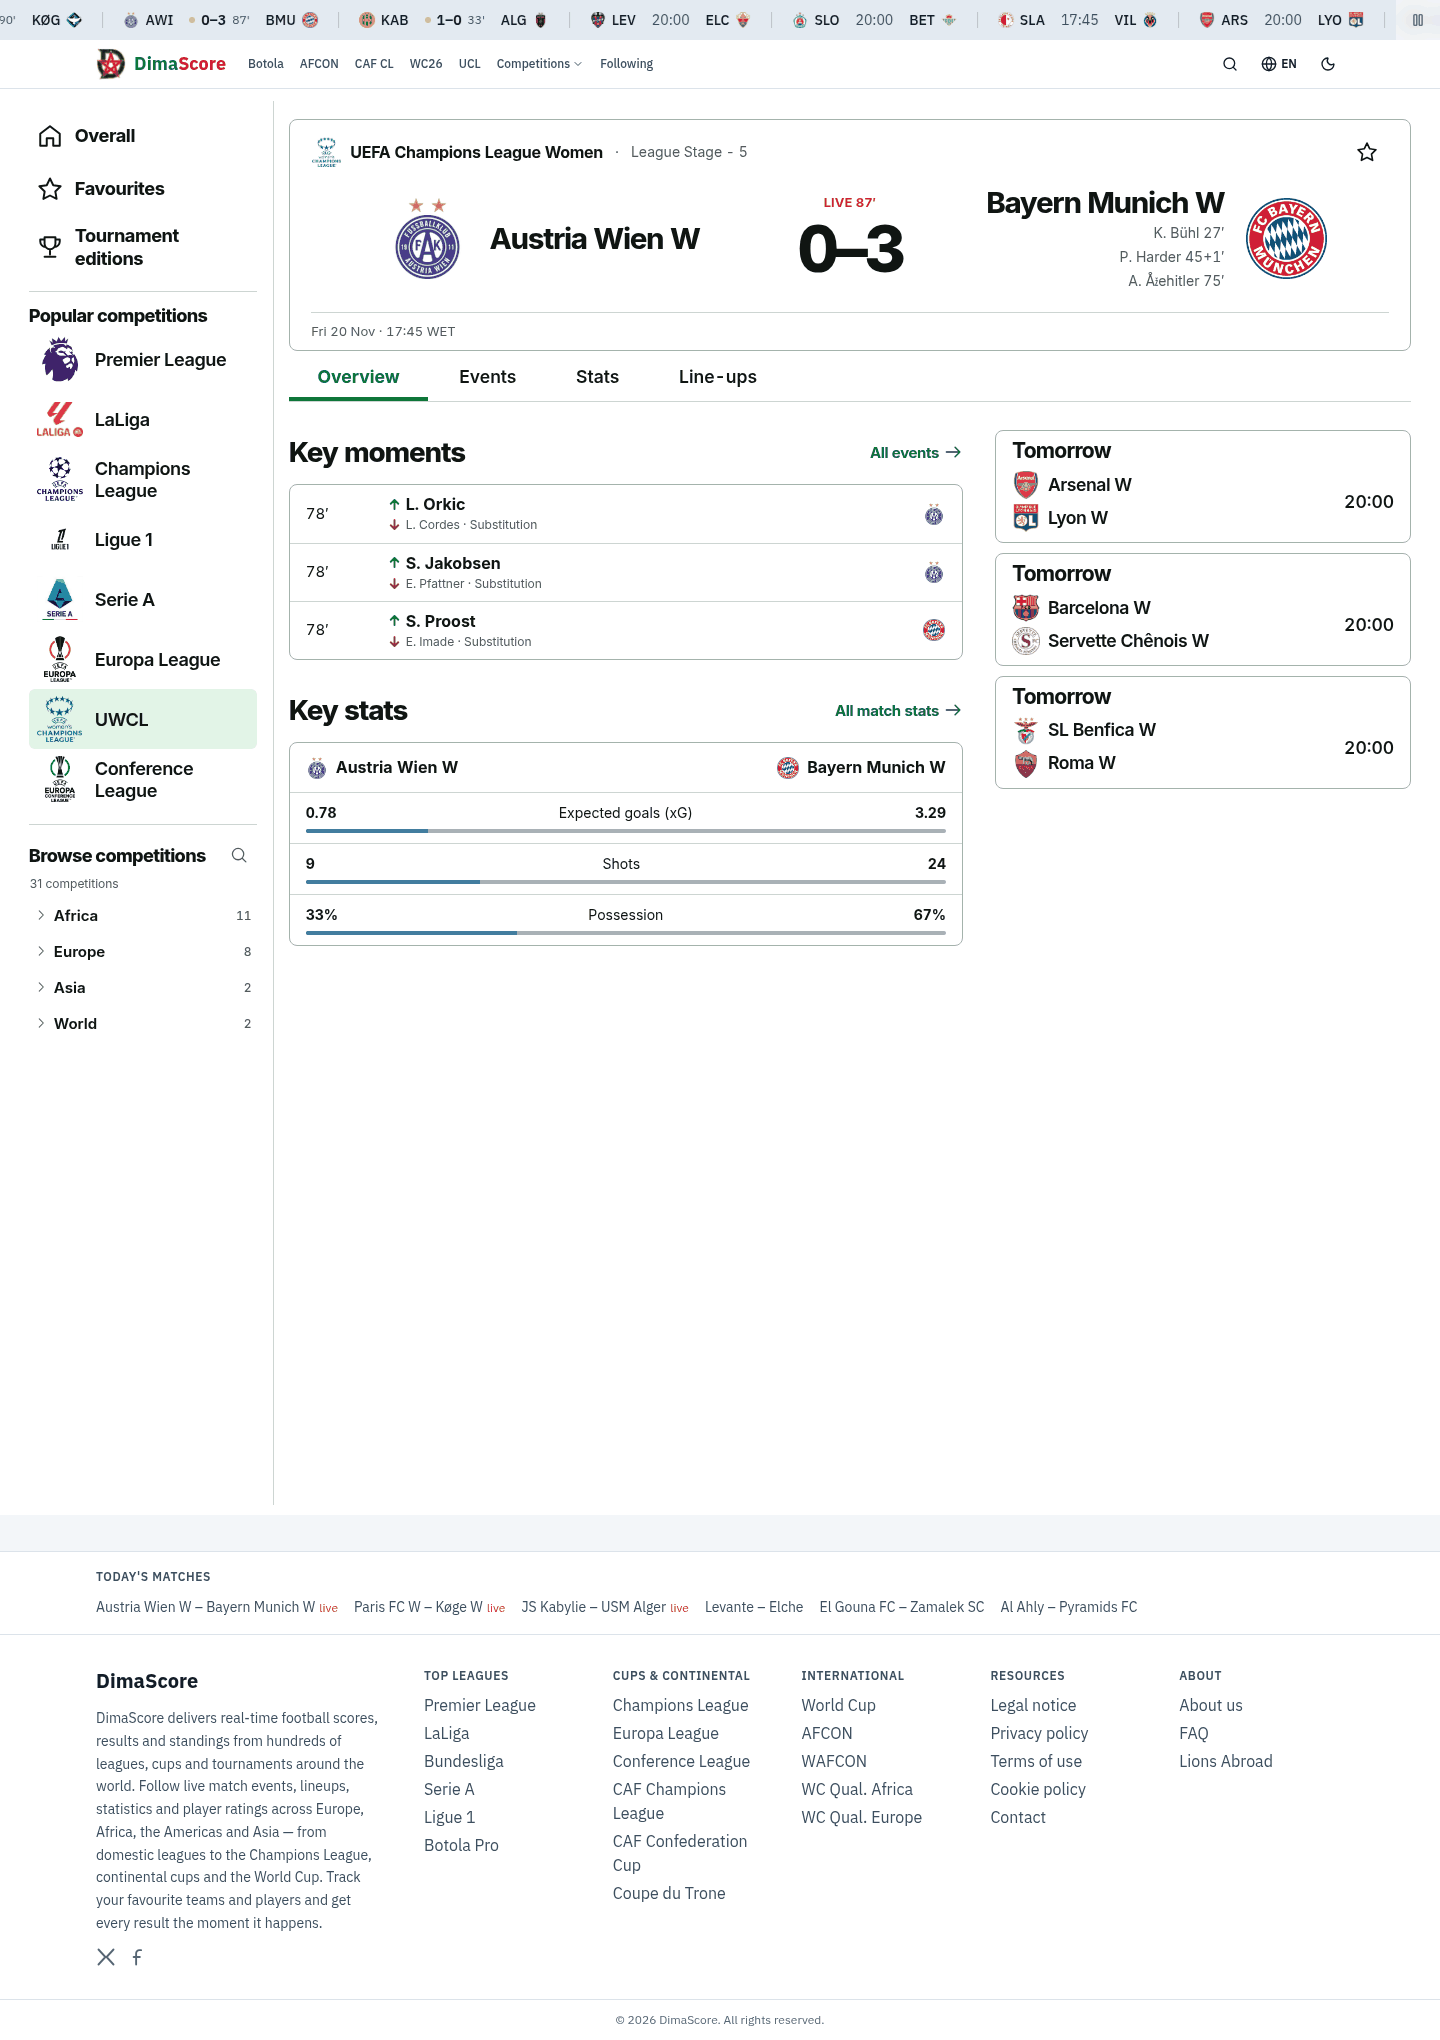 90'
KØG
AWI 0–3 87' BMU
KAB 1–0 33' ALG
LEV 20:00 ELC
SLO 20:00 BET
SLA 17:45 VIL
ARS 20:00 LYO
DimaScore
Botola
AFCON
CAF CL
WC26
UCL
Competitions
Following
EN
Overall
Favourites
Tournament
editions
Popular competitions
Premier League
LaLiga
Champions
League
Ligue 1
Serie A
Europa League
UWCL
Conference
League
Browse competitions
31 competitions
Africa 11
Europe 8
Asia 2
World 2
UEFA Champions League Women · League Stage - 5
Austria Wien W
LIVE 87'
0–3
Bayern Munich W
K. Bühl 27'
P. Harder 45+1'
A. Åžehitler 75'
Fri 20 Nov · 17:45 WET
Overview
Events
Stats
Line-ups
Key moments
All events
78' L. Orkic
L. Cordes · Substitution
78' S. Jakobsen
E. Pfattner · Substitution
78' S. Proost
E. Imade · Substitution
Key stats
All match stats
Austria Wien W
Bayern Munich W
0.78 Expected goals (xG) 3.29
9 Shots 24
33% Possession 67%
Tomorrow
Arsenal W
Lyon W
20:00
Tomorrow
Barcelona W
Servette Chênois W
20:00
Tomorrow
SL Benfica W
Roma W
20:00
TODAY'S MATCHES
Austria Wien W – Bayern Munich W live
Paris FC W – Køge W live
JS Kabylie – USM Alger live
Levante – Elche
El Gouna FC – Zamalek SC
Al Ahly – Pyramids FC
DimaScore
DimaScore delivers real-time football scores,
results and standings from hundreds of
leagues, cups and tournaments around the
world. Follow live match events, lineups,
statistics and player ratings across Europe,
Africa, the Americas and Asia — from
domestic leagues to the Champions League,
continental cups and the World Cup. Track
your favourite teams and players and get
every result the moment it happens.
TOP LEAGUES
Premier League
LaLiga
Bundesliga
Serie A
Ligue 1
Botola Pro
CUPS & CONTINENTAL
Champions League
Europa League
Conference League
CAF Champions
League
CAF Confederation
Cup
Coupe du Trone
INTERNATIONAL
World Cup
AFCON
WAFCON
WC Qual. Africa
WC Qual. Europe
RESOURCES
Legal notice
Privacy policy
Terms of use
Cookie policy
Contact
ABOUT
About us
FAQ
Lions Abroad
© 2026 DimaScore. All rights reserved.